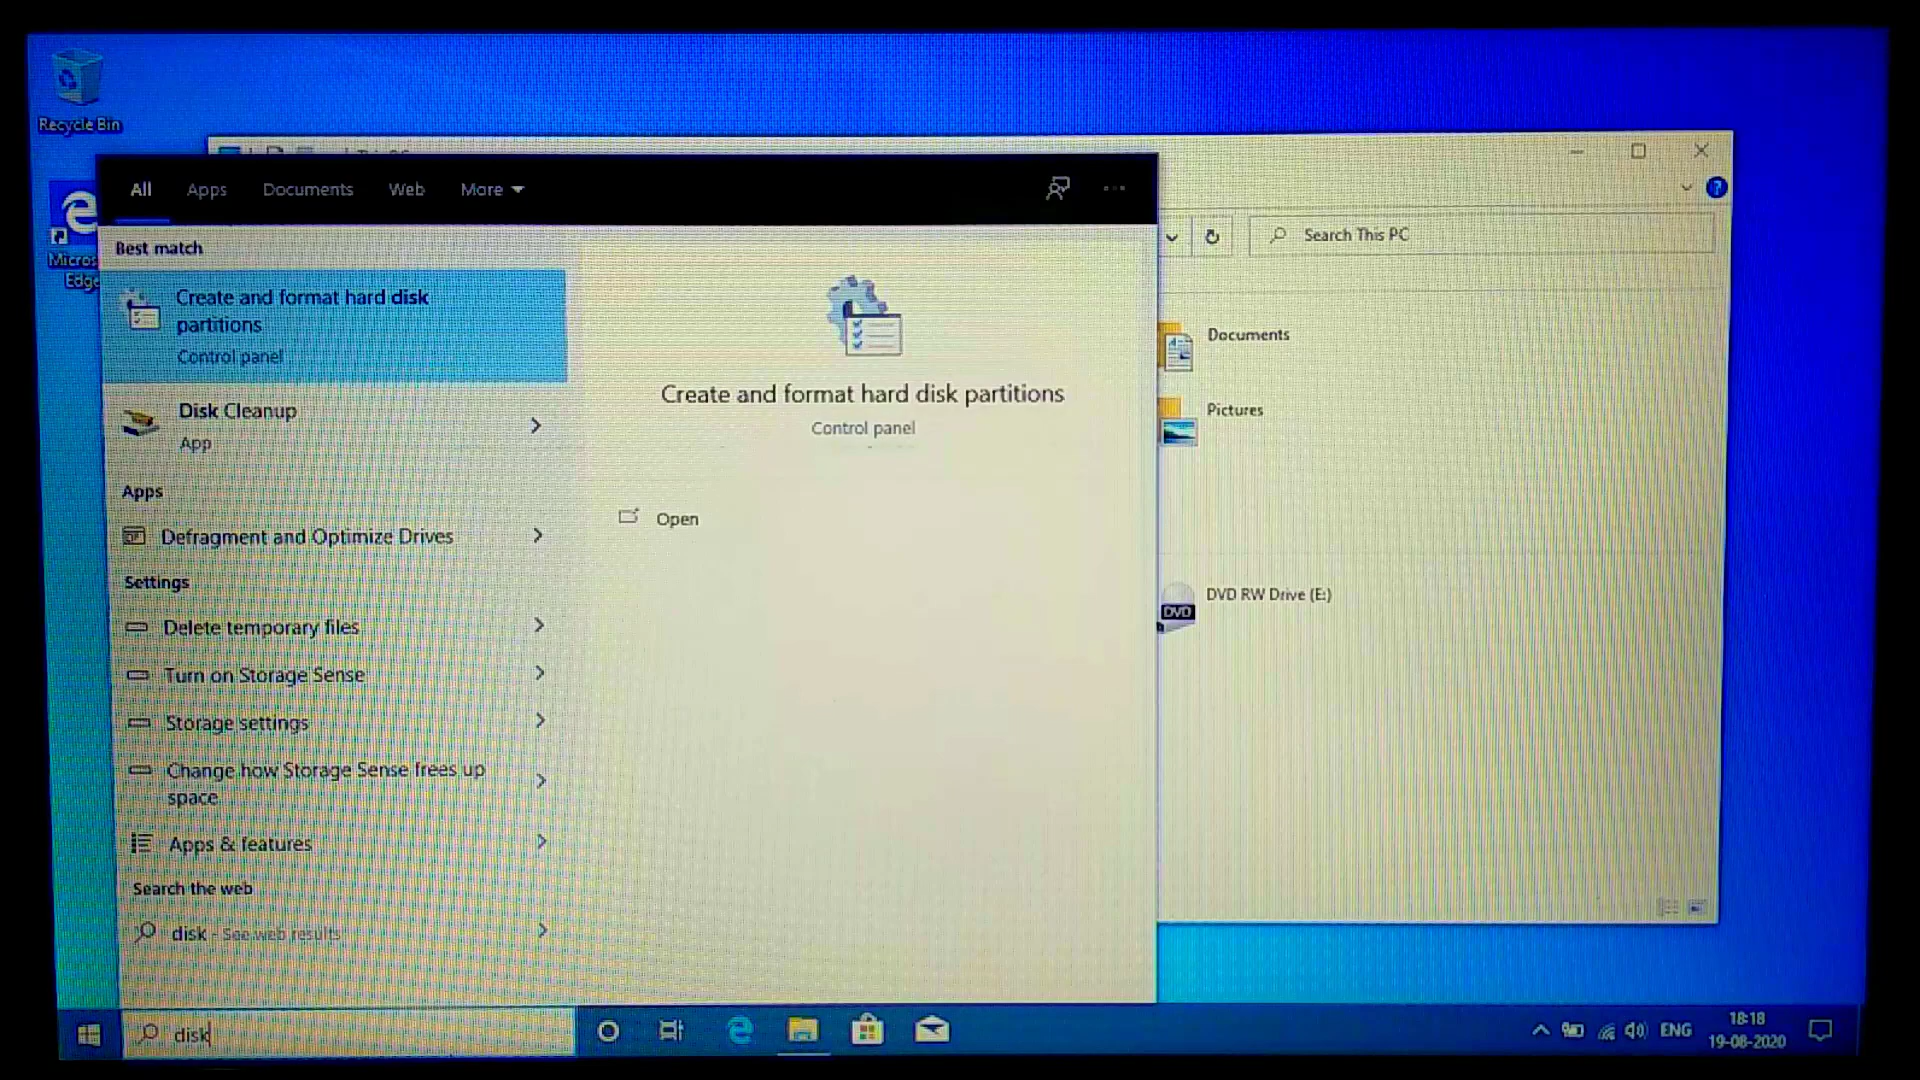 Recycle Bin
Micros
Edge
All
Apps
Documents
Web
More
Best match
Create and format hard disk
partitions
Control panel
Disk Cleanup
App
Apps
Defragment and Optimize Drives
Settings
Delete temporary files
Turn on Storage Sense
Storage settings
Change how Storage Sense frees up
space
Apps & features
Search the web
disk - See web results
Create and format hard disk partitions
Control panel
Open
Search This PC
Documents
Pictures
DVD RW Drive (E:)
DVD
disk
ENG
18:18
19-08-2020